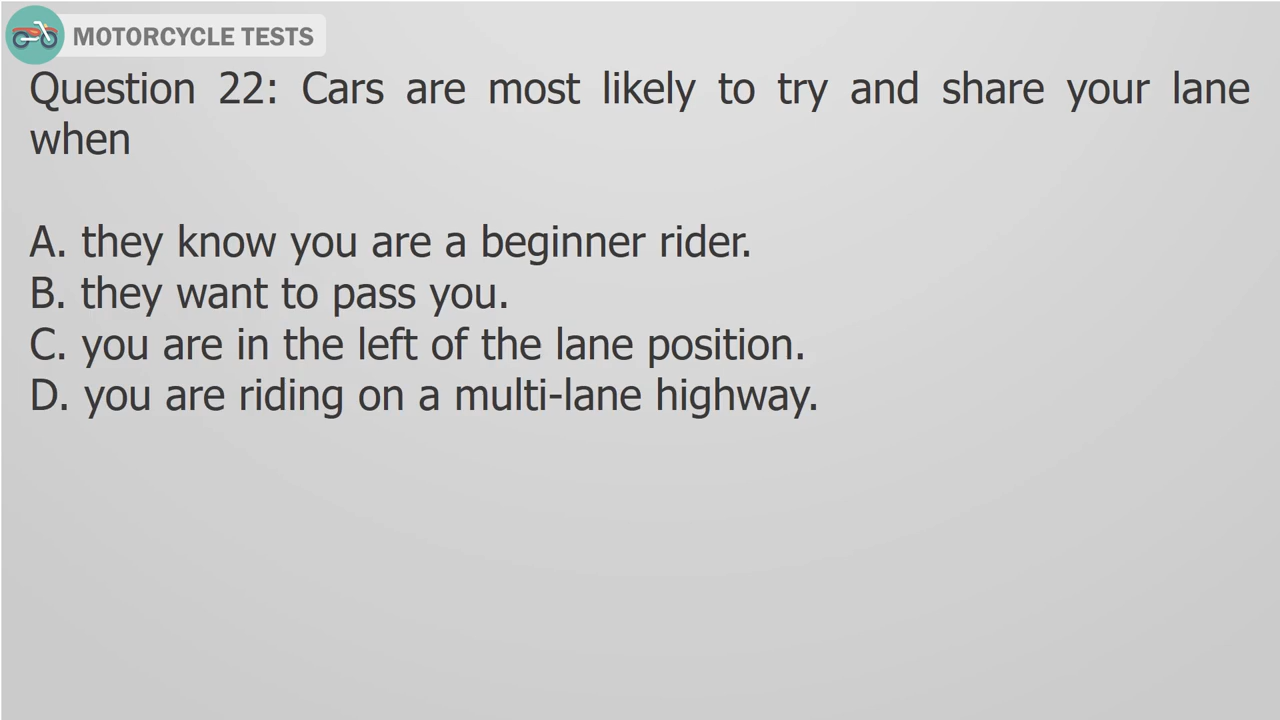 MOTORCYCLE TESTS
Question 22: Cars are most likely to try and share your lane
when
A. they know you are a beginner rider.
B. they want to pass you.
C. you are in the left of the lane position.
D. you are riding on a multi-lane highway.